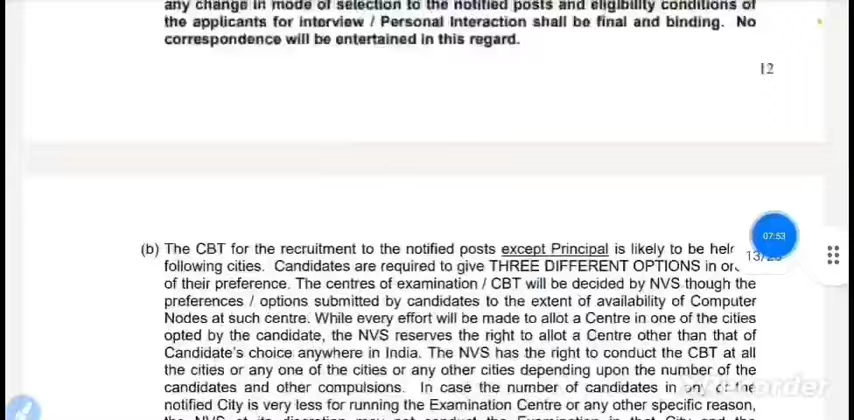 any change in mode of selection to the notified posts and eligibility conditions of
the applicants for interview / Personal Interaction shall be final and binding. No
correspondence will be entertained in this regard.
12
(b) The CBT for the recruitment to the notified posts except Principal is likely to be
following cities. Candidates are required to give THREE DIFFERENT OPTIONS in
of their preference. The centres of examination / CBT will be decided by NVS though the
preferences / options submitted by candidates to the extent of availability of Computer
Nodes at such centre. While every effort will be made to allot a Centre in one of the cities
opted by the candidate, the NVS reserves the right to allot a Centre other than that of
Candidate's choice anywhere in India. The NVS has the right to conduct the CBT at all
the cities or any one of the cities or any other cities depending upon the number of the
candidates and other compulsions. In case the number of candidates in any of the
notified City is very less for running the Examination Centre or any other specific reason,
07:53